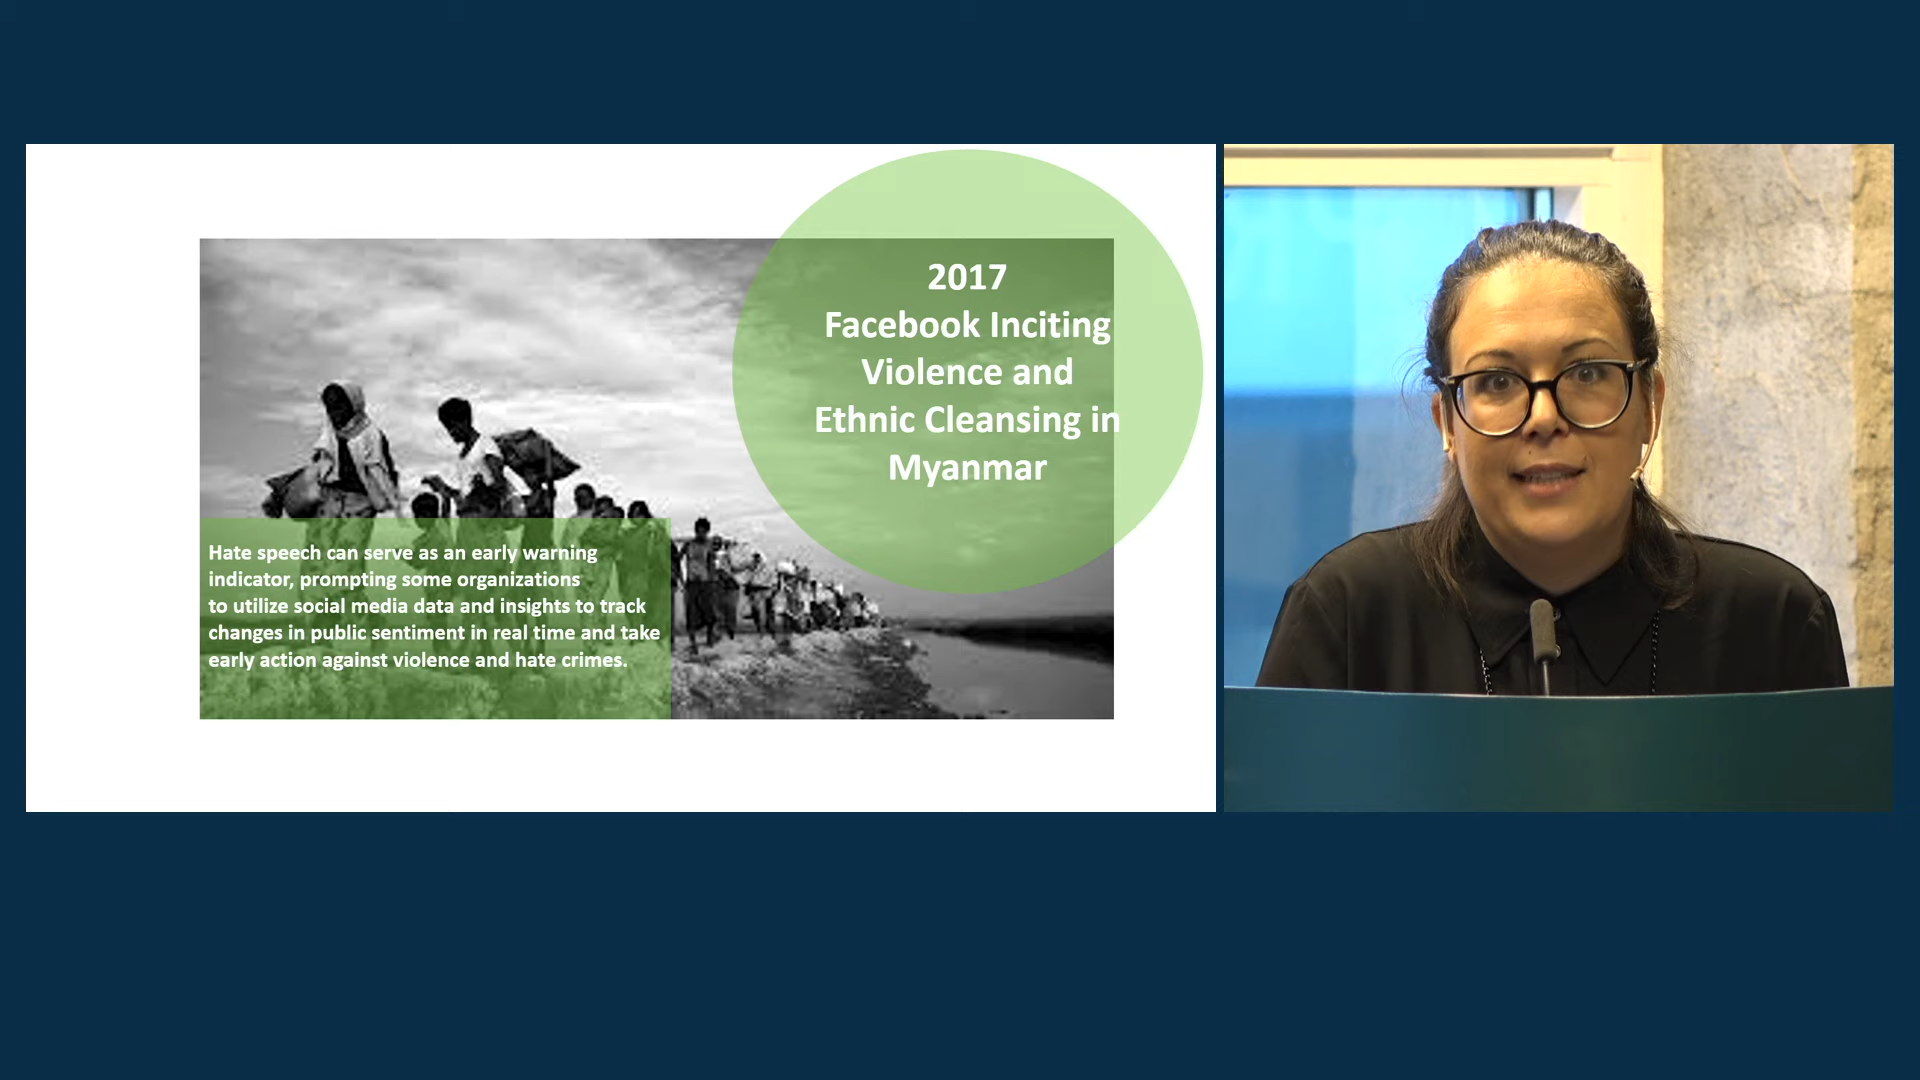 2017
Facebook Inciting
Violence and
Ethnic Cleansing in
Myanmar
Hate speech can serve as an early warning
indicator, prompting some organizations
to utilize social media data and insights to track
changes in public sentiment in real time and take
early action against violence and hate crimes.